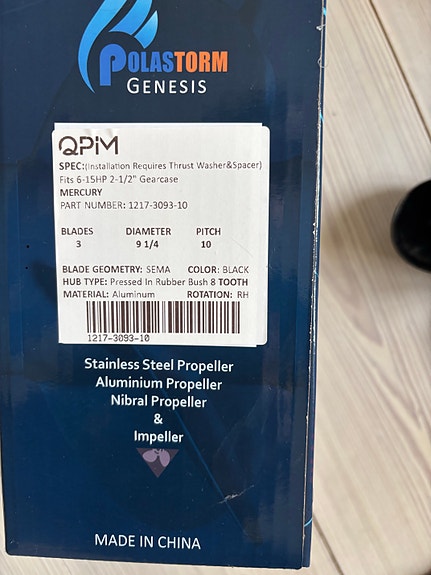 POLASTORM
GENESIS
QPiM
SPEC:(Installation Requires Thrust Washer&Spacer)
Fits 6-15HP 2-1/2" Gearcase
MERCURY
PART NUMBER: 1217-3093-10
BLADES DIAMETER PITCH
3 9 1/4 10
BLADE GEOMETRY: SEMA COLOR: BLACK
HUB TYPE: Pressed In Rubber Bush 8 TOOTH
MATERIAL: Aluminum ROTATION: RH
1217-3093-10
Stainless Steel Propeller
Aluminium Propeller
Nibral Propeller
&
Impeller
MADE IN CHINA